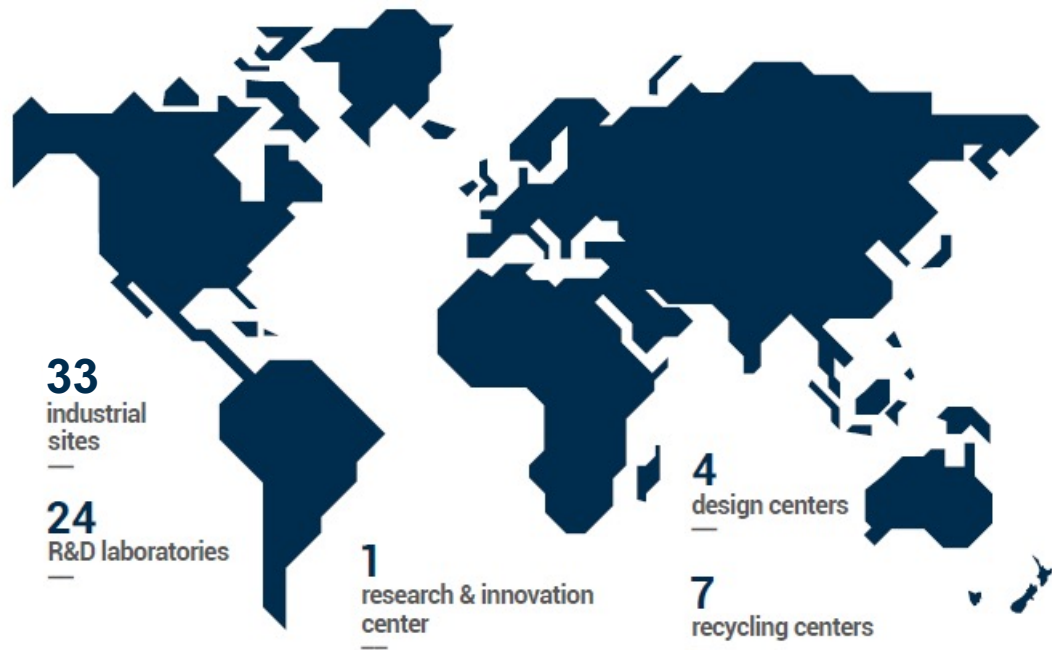 33
industrial
sites
24
R&D laboratories
1
research & innovation
center
4
design centers
7
recycling centers